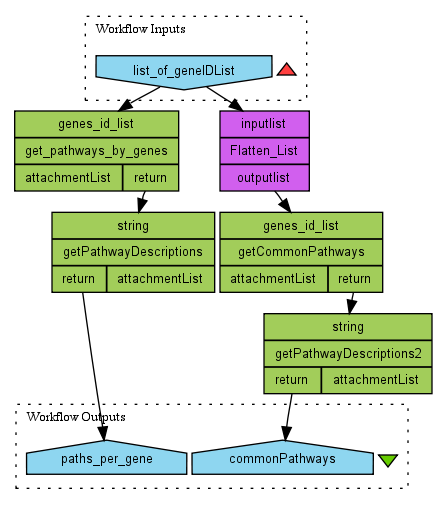 Workflow Inputs
list_of_geneIDList
genes_id_list
get_pathways_by_genes
attachmentList return
inputlist
Flatten_List
outputlist
string
getPathwayDescriptions
return attachmentList
genes_id_list
getCommonPathways
attachmentList return
string
getPathwayDescriptions2
return attachmentList
Workflow Outputs
paths_per_gene
commonPathways